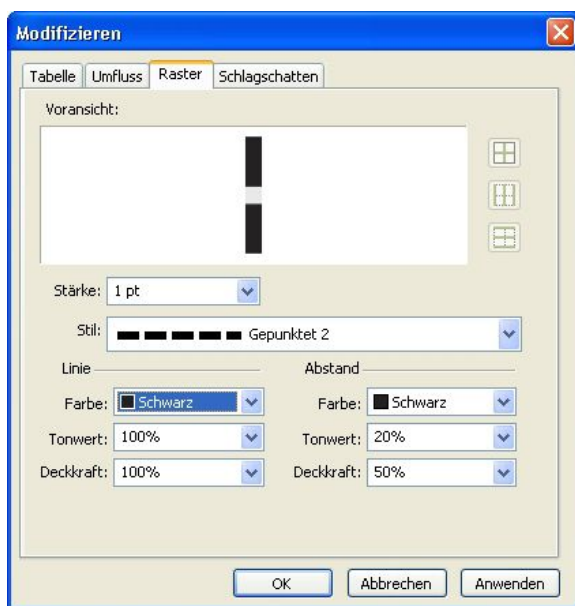 Modifizieren
Tabelle Umfluss Raster Schlagschatten
Voransicht:
Stärke: 1 pt
Stil: Gepunktet 2
Linie Abstand
Farbe: Schwarz Farbe: Schwarz
Tonwert: 100% Tonwert: 20%
Deckkraft: 100% Deckkraft: 50%
OK Abbrechen Anwenden